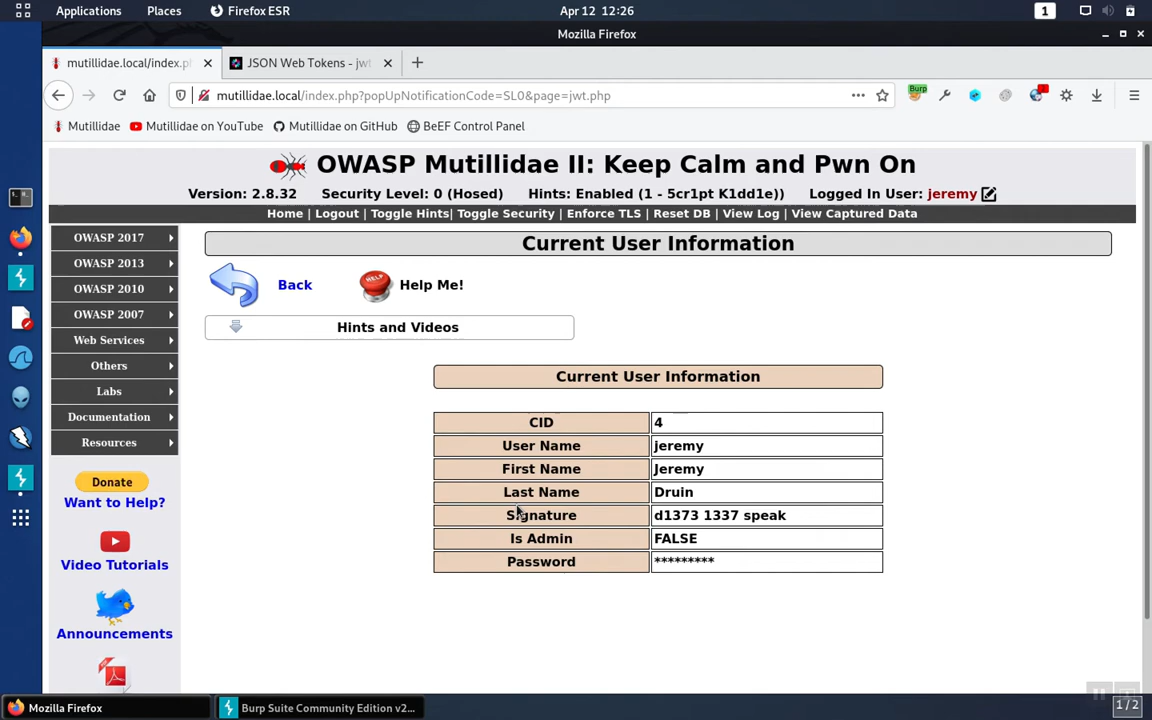 Applications Places Firefox ESR Apr 12 12:26 1
Mozilla Firefox
mutillidae.local/index.p JSON Web Tokens - jw
mutillidae.local/index.php?popUpNotificationCode=SL0&page=jwt.php Burp
Mutillidae Mutillidae on YouTube Mutillidae on GitHub BeEF Control Panel
OWASP Mutillidae II: Keep Calm and Pwn On
Version: 2.8.32 Security Level: 0 (Hosed) Hints: Enabled (1 - 5cr1pt K1dd1e)) Logged In User: jeremy
Home | Logout | Toggle Hints| Toggle Security | Enforce TLS | Reset DB | View Log | View Captured Data
OWASP 2017
OWASP 2013
OWASP 2010
OWASP 2007
Web Services
Others
Labs
Documentation
Resources
Donate
Want to Help?
Video Tutorials
Announcements
Current User Information
Back HELP Help Me!
Hints and Videos
Current User Information
CID 4
User Name jeremy
First Name Jeremy
Last Name Druin
Signature d1373 1337 speak
Is Admin FALSE
Password *********
Mozilla Firefox Burp Suite Community Edition v2... 1/2